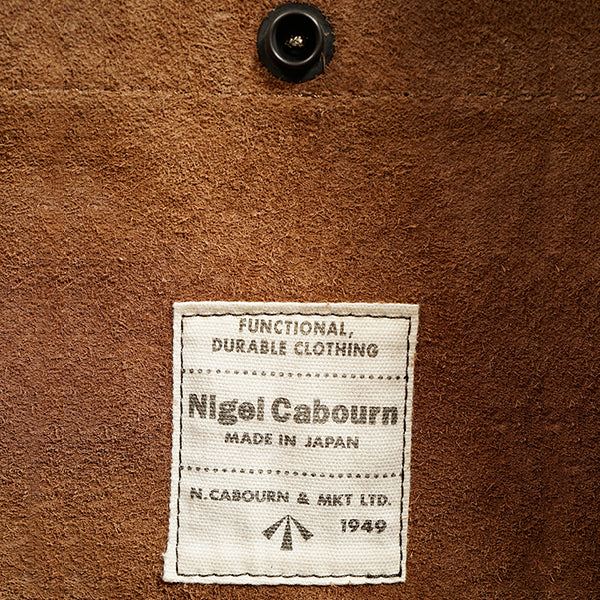 FUNCTIONAL,
DURABLE CLOTHING
Nigel Cabourn
MADE IN JAPAN
N.CABOURN & MKT LTD.
1949